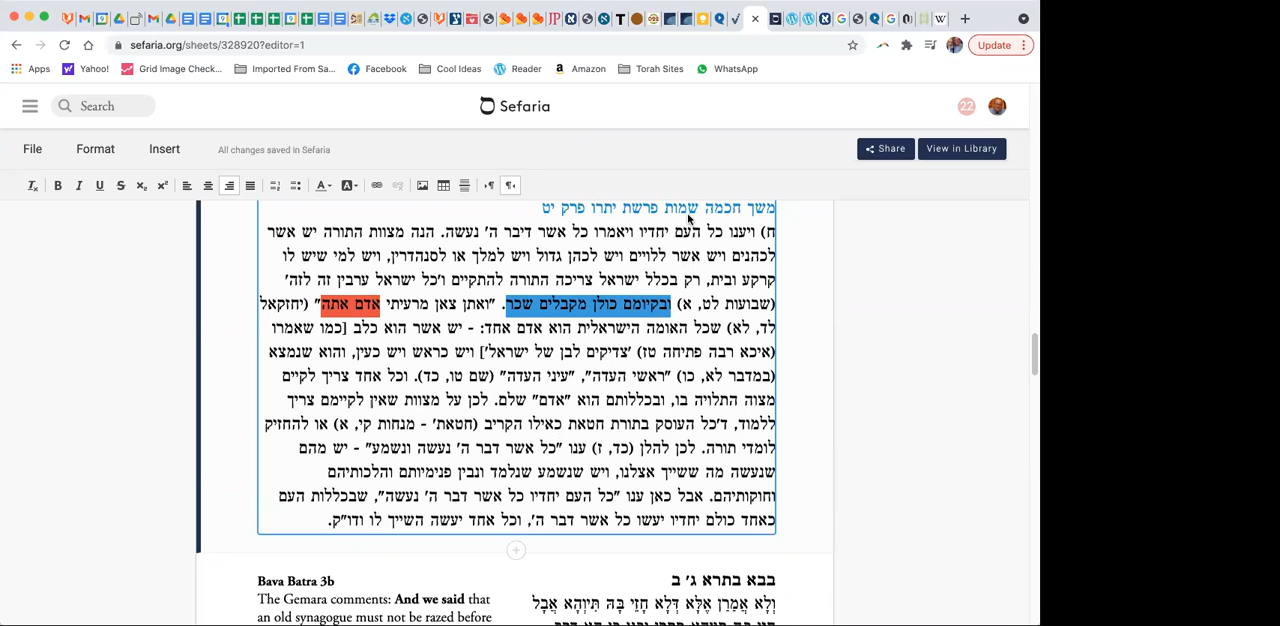 sefaria.org/sheets/328920?editor=1
Update
Apps
Yahoo!
Grid Image Check...
Imported From Sa...
Facebook
Cool Ideas
Reader
Amazon
Torah Sites
WhatsApp
Search
Sefaria
22
File
Format
Insert
All changes saved in Sefaria
Share
View in Library
משך חכמה שמות פרשת יתרו פרק יט
ח) ויענו כל העם יחדיו ויאמרו כל אשר דיבר ה' נעשה. הנה מצוות התורה יש אשר
לכהנים ויש אשר ללויים ויש לכהן גדול ויש למלך או לסנהדרין, ויש למי שיש לו
קרקע ובית, רק בכלל ישראל צריכה התורה להתקיים ו'כל ישראל ערבין זה לזה'
(שבועות לט, א) ובקיומם כולן מקבלים שכר. "ואתן צאן מרעיתי אדם אתה" (יחזקאל
לד, לא) שכל האומה הישראלית הוא אדם אחד: - יש אשר הוא כלב [כמו שאמרו
(איכא רבה פתיחה טז) 'צדיקים לבן של ישראל'] ויש כראש ויש כעין, והוא שנמצא
(במדבר לא, כו) "ראשי העדה", "עיני העדה" (שם טו, כד). וכל אחד צריך לקיים
מצוה התלויה בו, ובכללותם הוא "אדם" שלם. לכן על מצוות שאין לקיימם צריך
ללמוד, ד'כל העוסק בתורת חטאת כאילו הקריב (חטאת' - מנחות קי, א) או להחזיק
לומדי תורה. לכן להלן (כד, ז) ענו "כל אשר דבר ה' נעשה ונשמע" - יש מהם
שנעשה מה ששייך אצלנו, ויש שנשמע שנלמד ונבין פנימיותם והלכותיהם
וחוקותיהם. אבל כאן ענו "כל העם יחדיו כל אשר דבר ה' נעשה", שבכללות העם
כאחד כולם יחדיו יעשו כל אשר דבר ה', וכל אחד יעשה השייך לו ודו"ק.
Bava Batra 3b
The Gemara comments: And we said that
an old synagogue must not be razed before
בבא בתרא ג׳ ב
וְלָא אֲמַרַן אֶלָּא דְּלָא חֲזֵי בַּהּ תִּיוְהָא אֲבָל